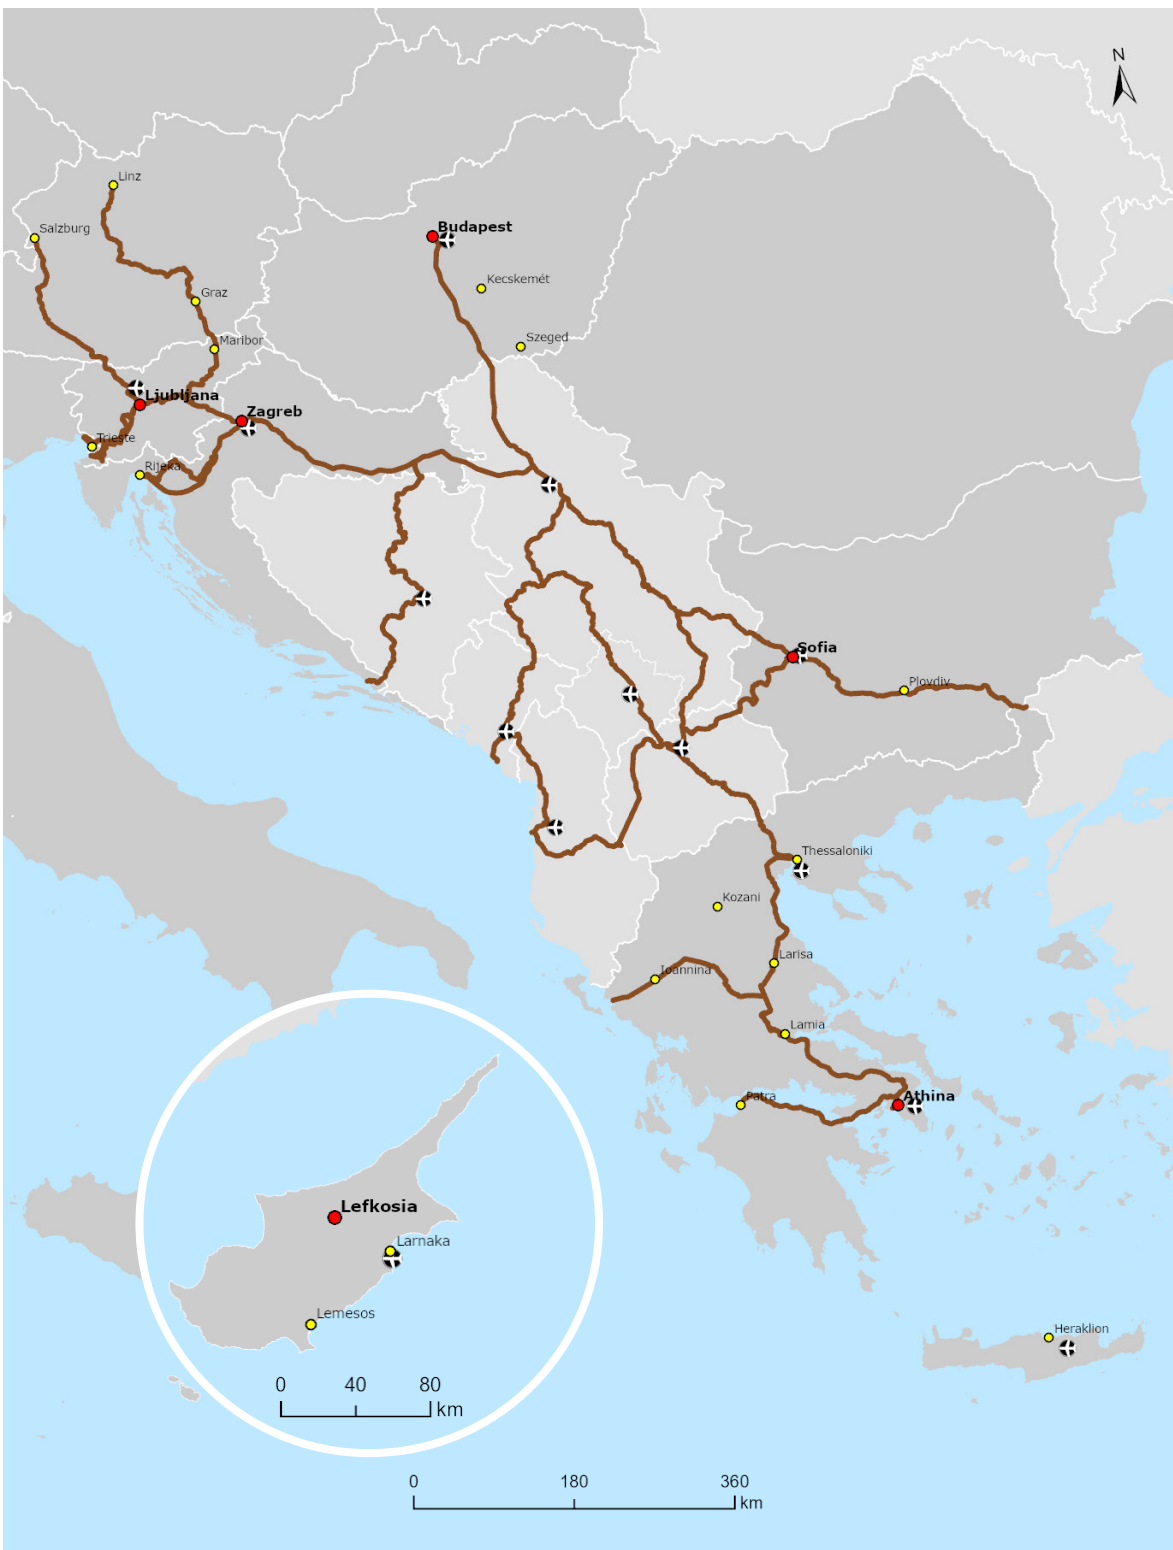 N
Linz
Salzburg
Budapest
Kecskemét
Graz
Szeged
Maribor
Ljubljana
Zagreb
Trieste
Rijeka
Sofia
Plovdiv
Thessaloniki
Kozani
Larisa
Ioannina
Lamia
Patra
Athina
Lefkosia
Larnaka
Lemesos
Heraklion
0 40 80
km
0 180 360
km